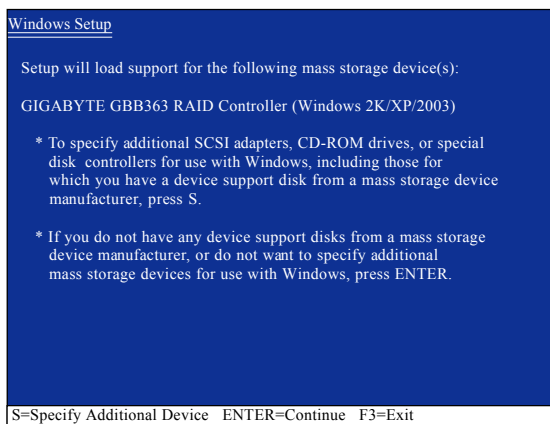 Windows Setup
Setup will load support for the following mass storage device(s):
GIGABYTE GBB363 RAID Controller (Windows 2K/XP/2003)
* To specify additional SCSI adapters, CD-ROM drives, or special
disk controllers for use with Windows, including those for
which you have a device support disk from a mass storage device
manufacturer, press S.
* If you do not have any device support disks from a mass storage
device manufacturer, or do not want to specify additional
mass storage devices for use with Windows, press ENTER.
S=Specify Additional Device ENTER=Continue F3=Exit